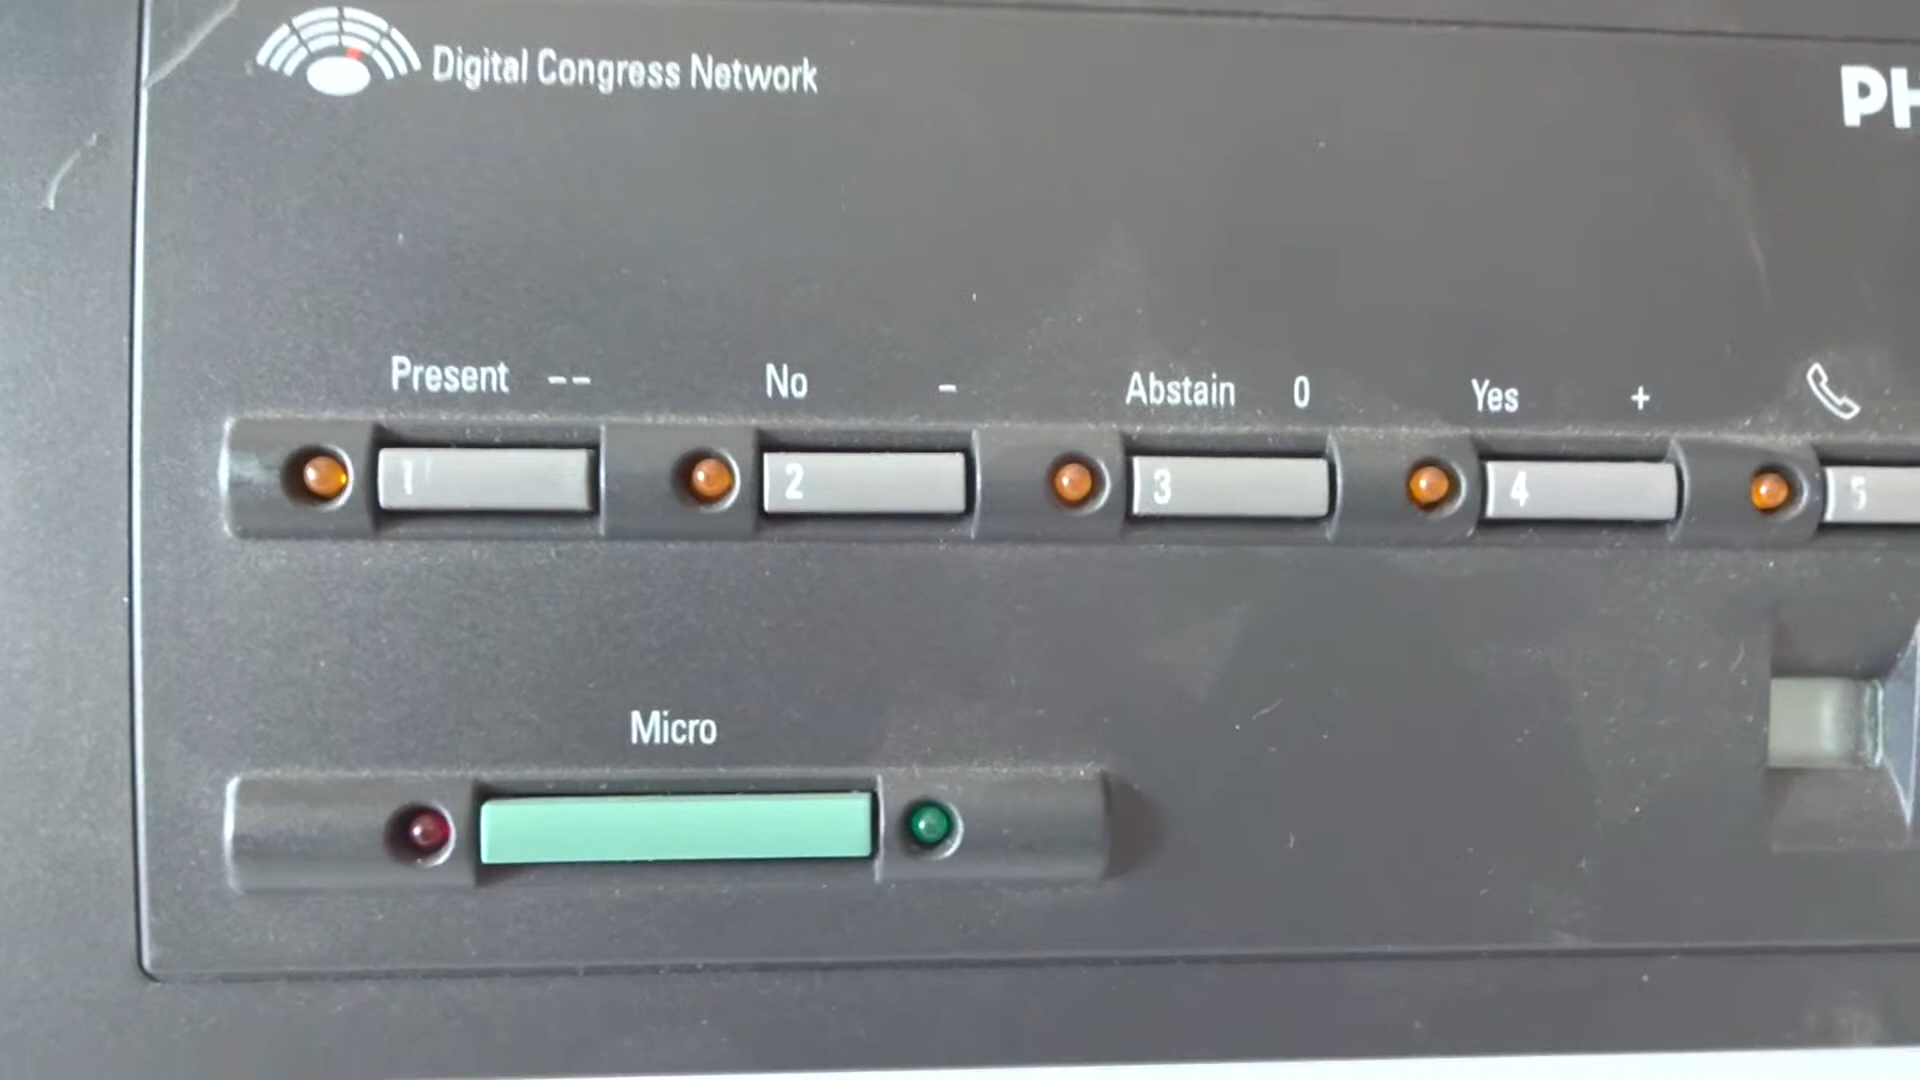 Digital Congress Network
PH
Present -- No - Abstain 0 Yes +
1 2 3 4 5
Micro